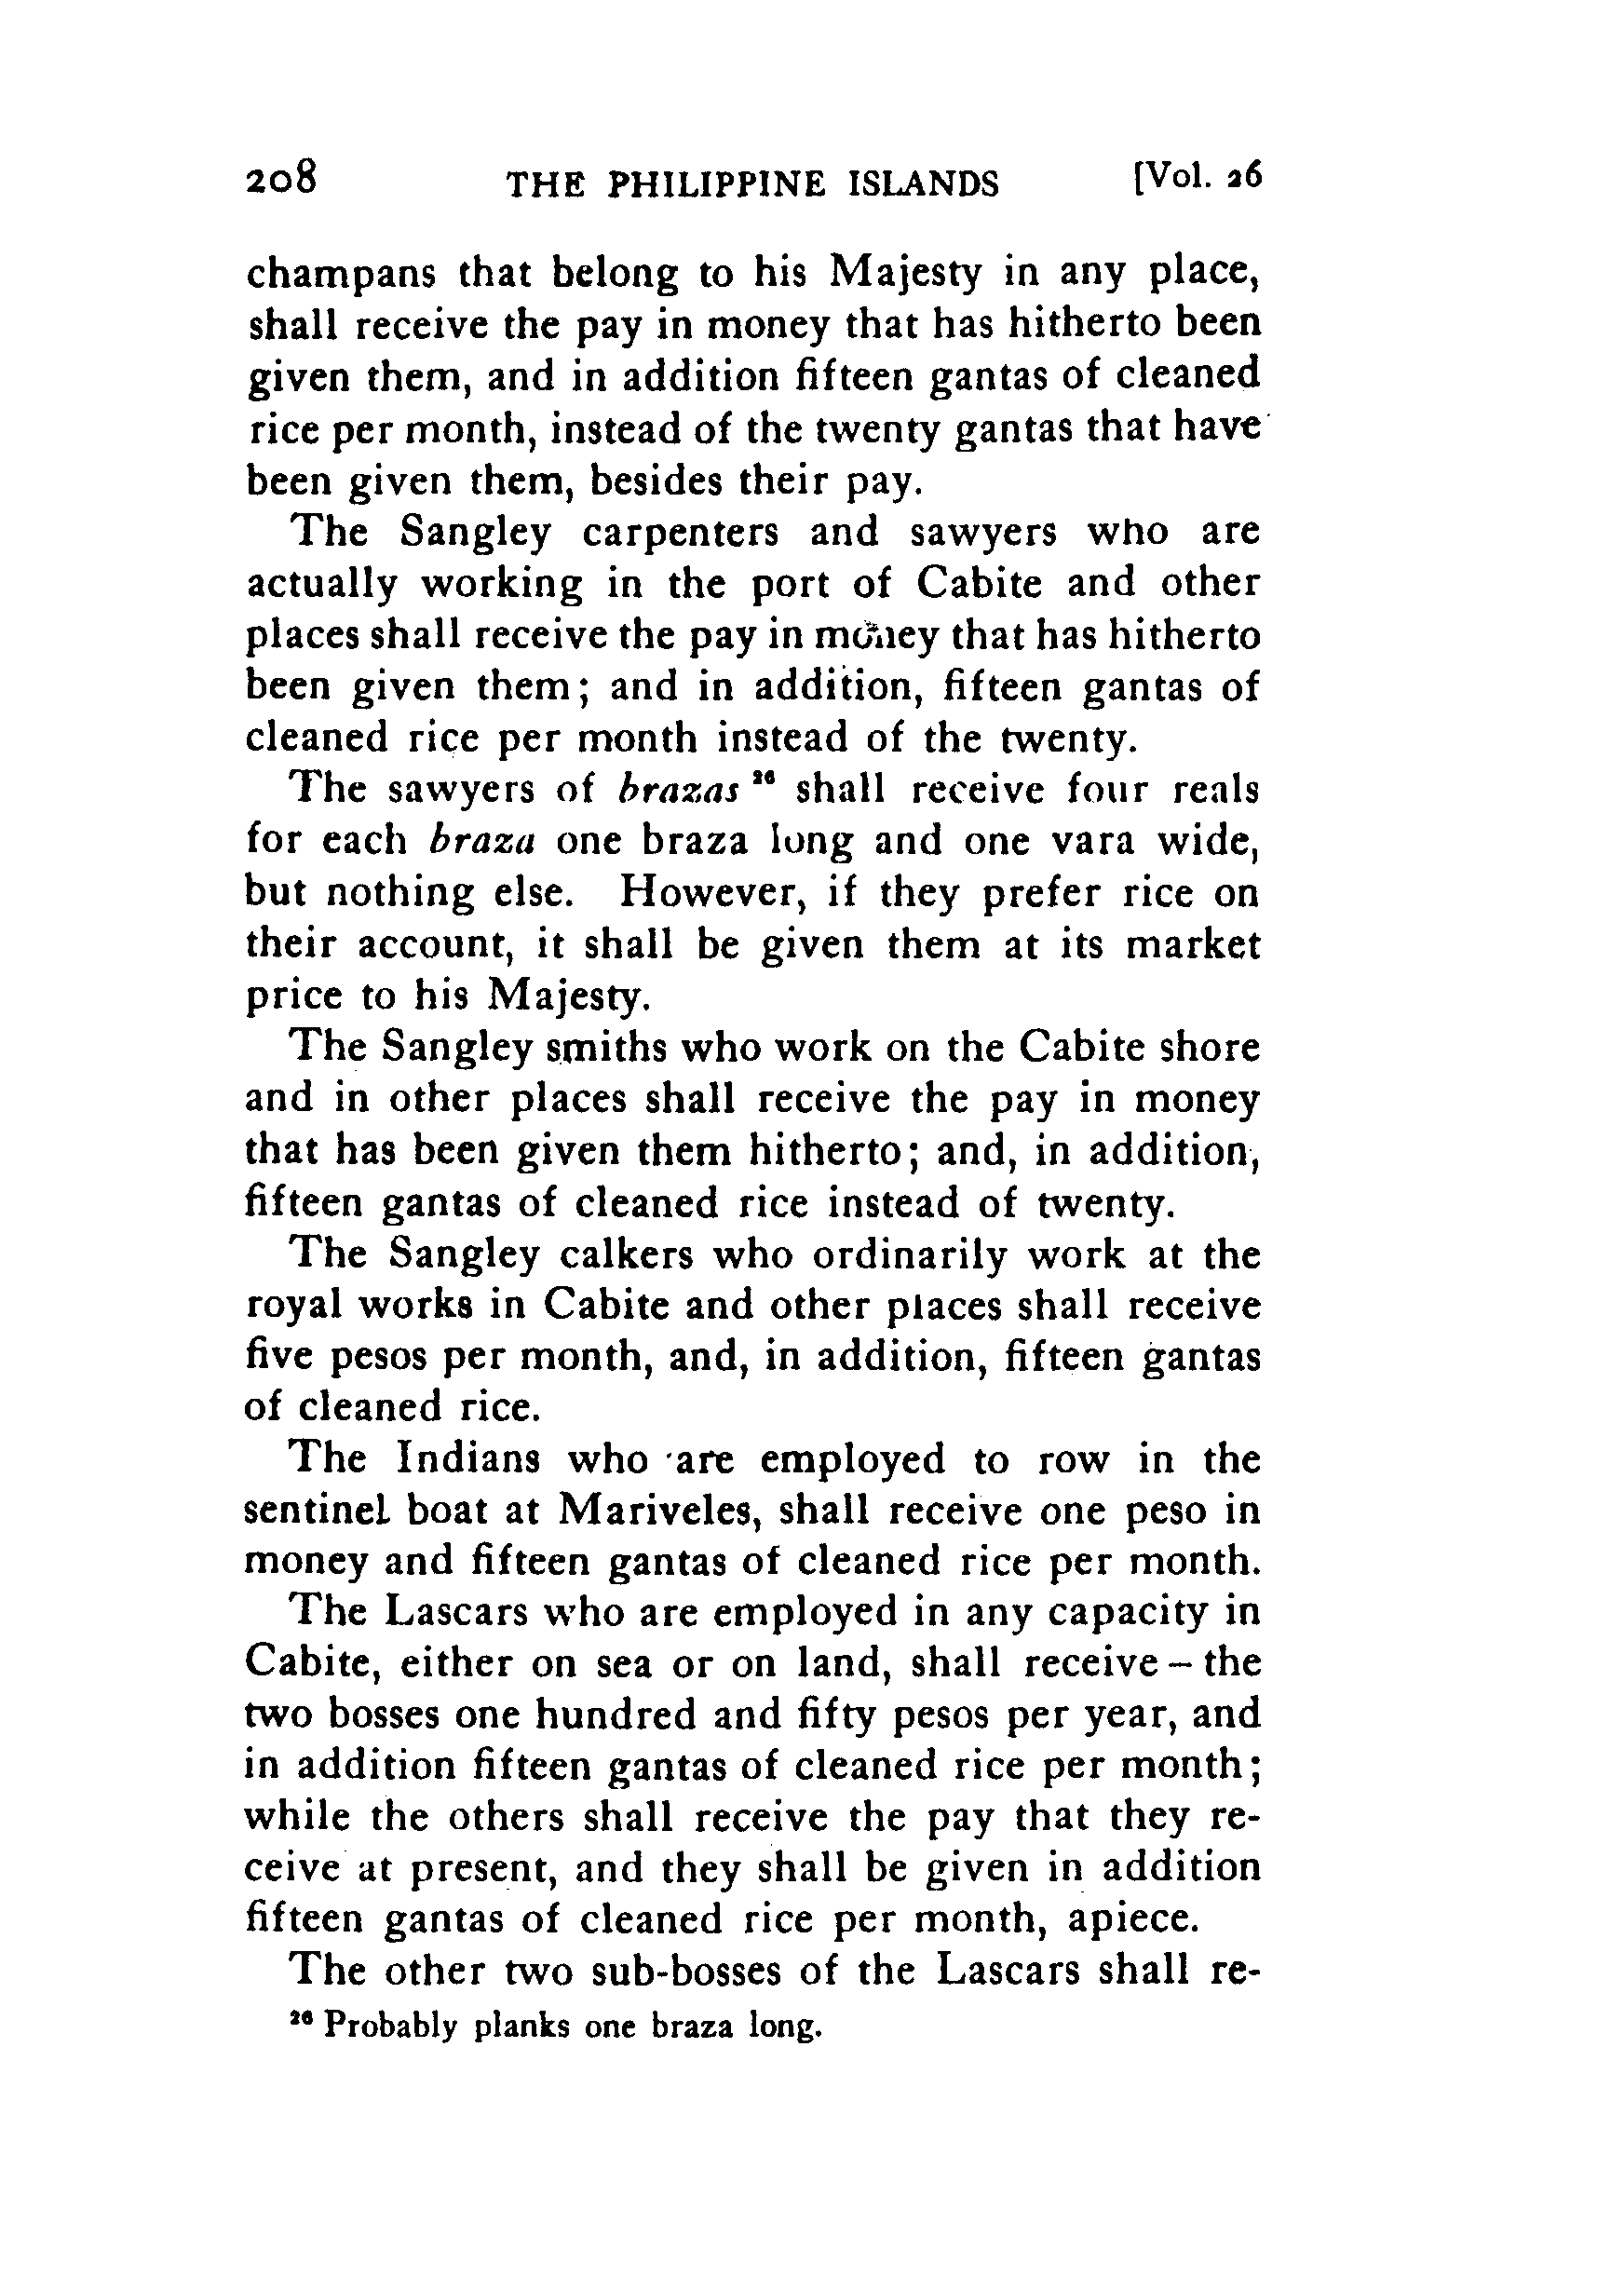 208 THE PHILIPPINE ISLANDS [Vol. 26
champans that belong to his Majesty in any place,
shall receive the pay in money that has hitherto been
given them, and in addition fifteen gantas of cleaned
rice per month, instead of the twenty gantas that have
been given them, besides their pay.
The Sangley carpenters and sawyers who are
actually working in the port of Cabite and other
places shall receive the pay in money that has hitherto
been given them; and in addition, fifteen gantas of
cleaned rice per month instead of the twenty.
The sawyers of brazas ²⁶ shall receive four reals
for each braza one braza long and one vara wide,
but nothing else. However, if they prefer rice on
their account, it shall be given them at its market
price to his Majesty.
The Sangley smiths who work on the Cabite shore
and in other places shall receive the pay in money
that has been given them hitherto; and, in addition,
fifteen gantas of cleaned rice instead of twenty.
The Sangley calkers who ordinarily work at the
royal works in Cabite and other places shall receive
five pesos per month, and, in addition, fifteen gantas
of cleaned rice.
The Indians who are employed to row in the
sentinel boat at Mariveles, shall receive one peso in
money and fifteen gantas of cleaned rice per month.
The Lascars who are employed in any capacity in
Cabite, either on sea or on land, shall receive – the
two bosses one hundred and fifty pesos per year, and
in addition fifteen gantas of cleaned rice per month;
while the others shall receive the pay that they re-
ceive at present, and they shall be given in addition
fifteen gantas of cleaned rice per month, apiece.
The other two sub-bosses of the Lascars shall re-
²⁶ Probably planks one braza long.